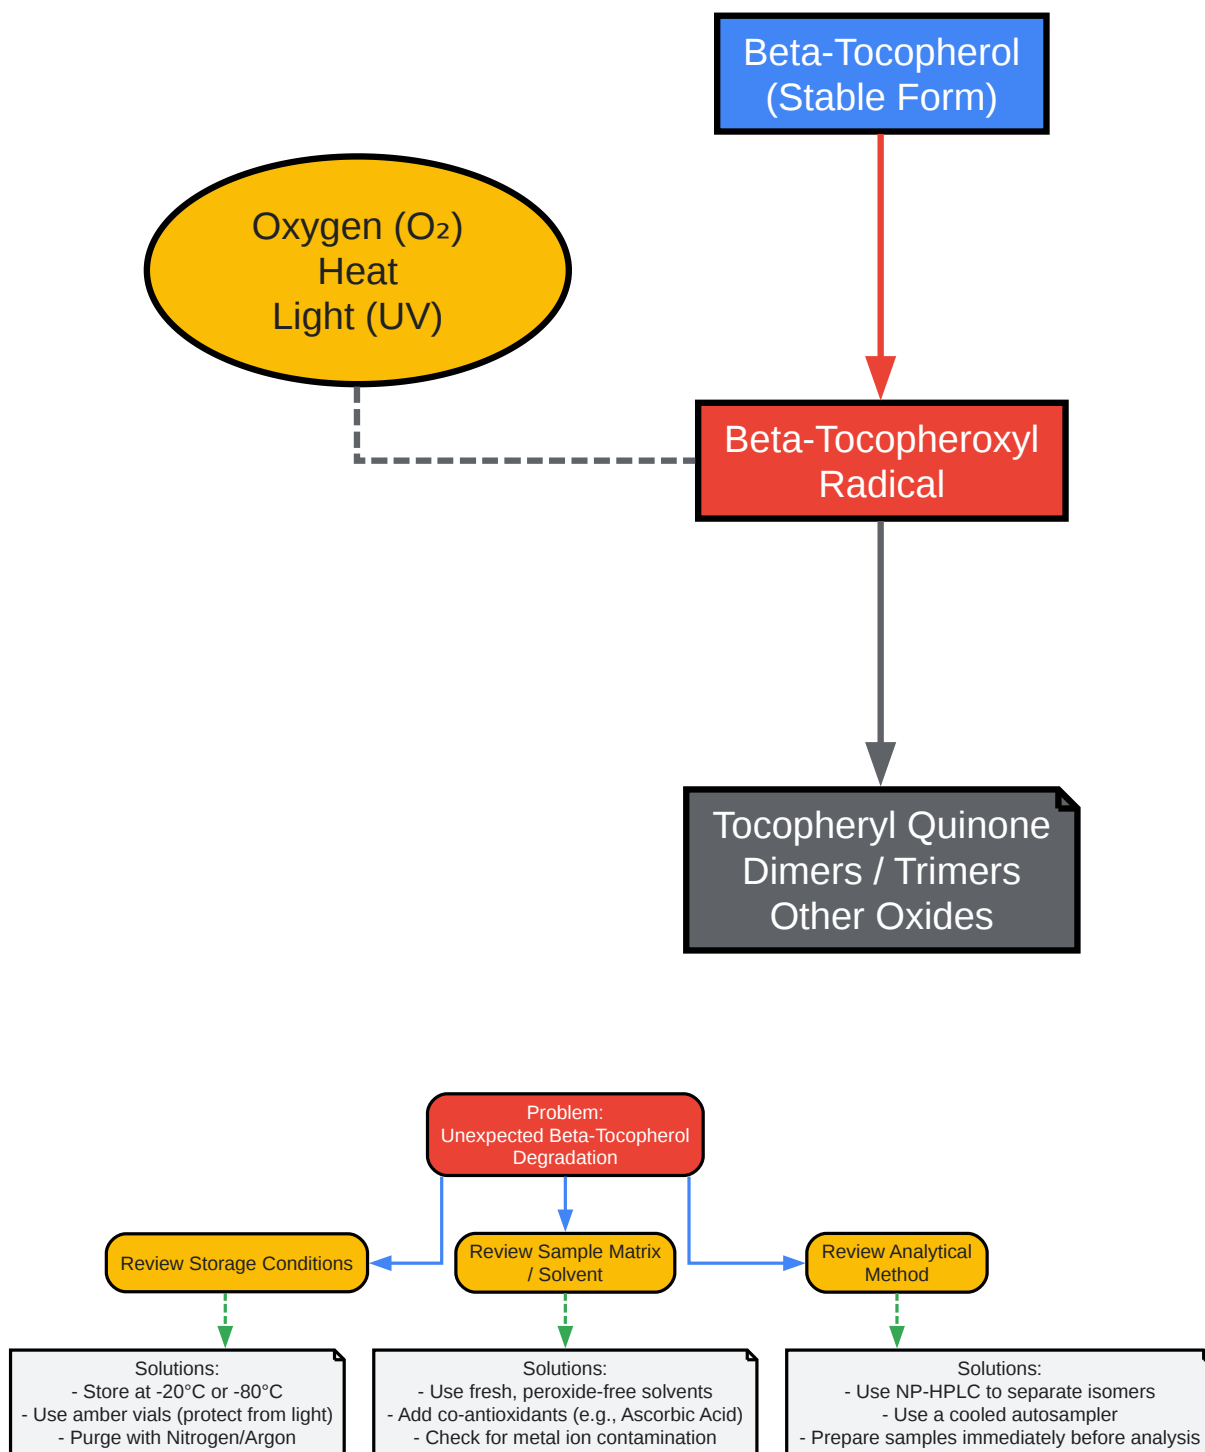 Beta-Tocopherol
(Stable Form)
Oxygen (O₂)
Heat
Light (UV)
Beta-Tocopheroxyl
Radical
Tocopheryl Quinone
Dimers / Trimers
Other Oxides
Problem:
Unexpected Beta-Tocopherol
Degradation
Review Storage Conditions
Review Sample Matrix
/ Solvent
Review Analytical
Method
Solutions:
- Store at -20°C or -80°C
- Use amber vials (protect from light)
- Purge with Nitrogen/Argon
Solutions:
- Use fresh, peroxide-free solvents
- Add co-antioxidants (e.g., Ascorbic Acid)
- Check for metal ion contamination
Solutions:
- Use NP-HPLC to separate isomers
- Use a cooled autosampler
- Prepare samples immediately before analysis